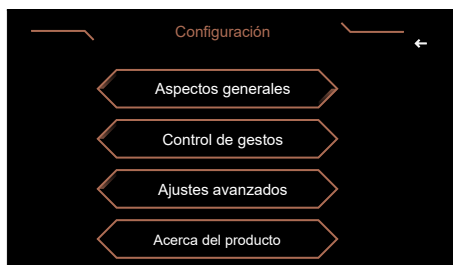 Configuración
Aspectos generales
Control de gestos
Ajustes avanzados
Acerca del producto